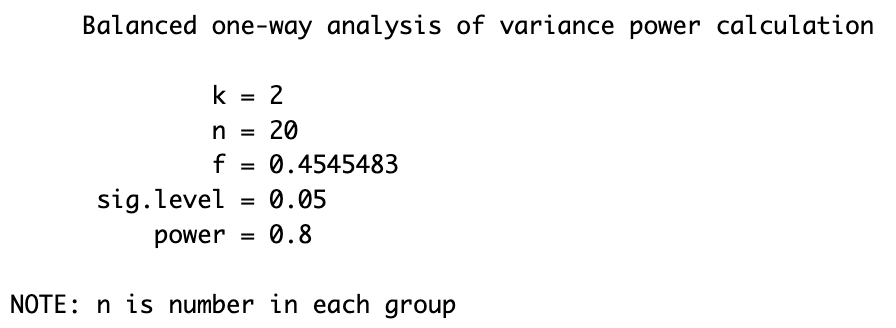 Balanced one-way analysis of variance power calculation
k = 2
n = 20
f = 0.4545483
sig.level = 0.05
power = 0.8
NOTE: n is number in each group